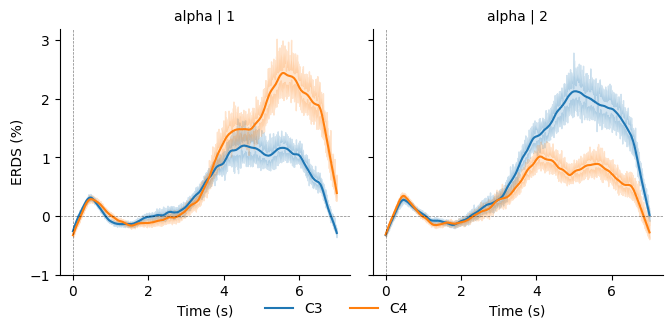 alpha | 1
alpha | 2
ERDS (%)
3
2
1
0
−1
0 2 4 6
0 2 4 6
Time (s)
Time (s)
C3 C4